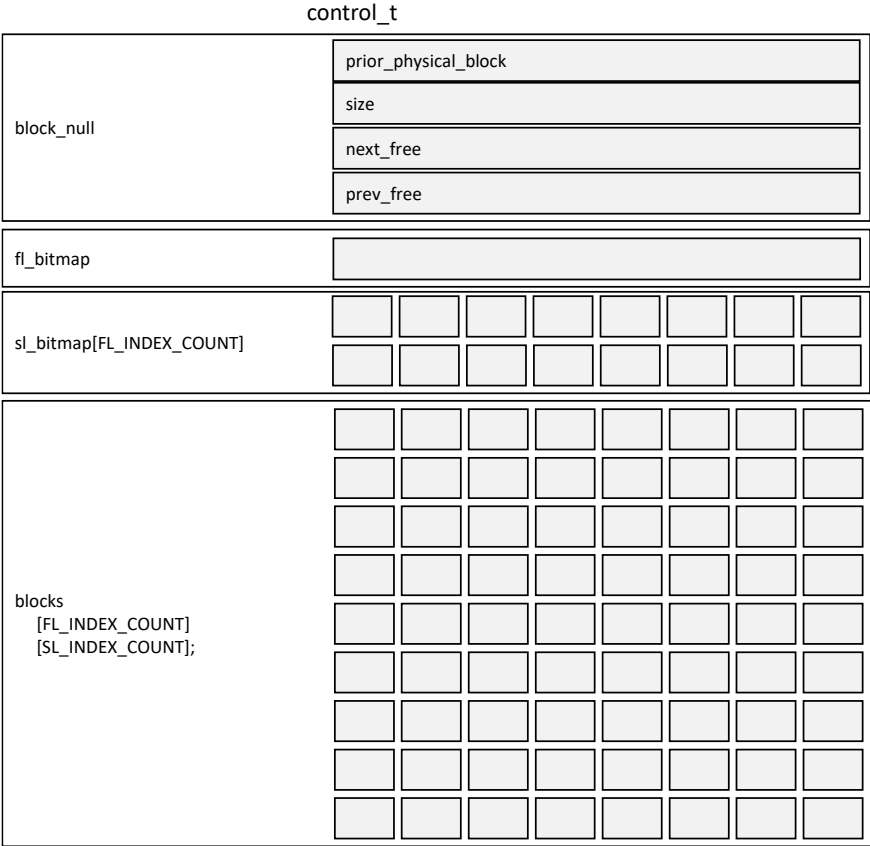 control_t
block_null
prior_physical_block
size
next_free
prev_free
fl_bitmap
sl_bitmap[FL_INDEX_COUNT]
blocks
[FL_INDEX_COUNT]
[SL_INDEX_COUNT];